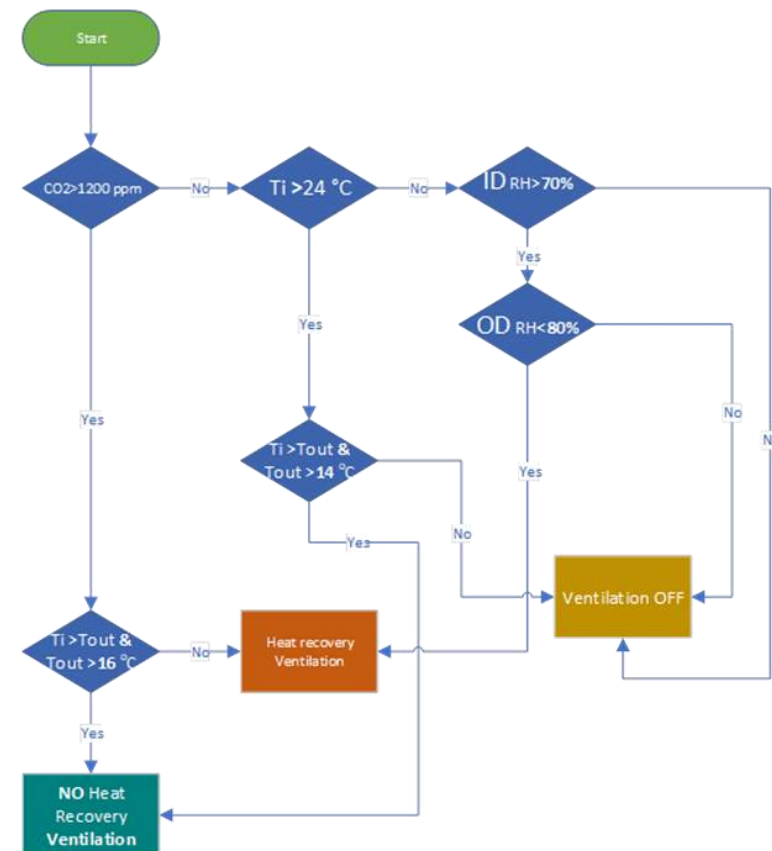 Start
CO2>1200 ppm
No
Ti >24 °C
No
ID RH>70%
Yes
OD RH<80%
Yes
No
Yes
N
Ti >Tout &
Tout >14 °C
Yes
No
Yes
Ventilation OFF
Ti >Tout &
Tout >16 °C
No
Heat recovery
Ventilation
Yes
NO Heat
Recovery
Ventilation